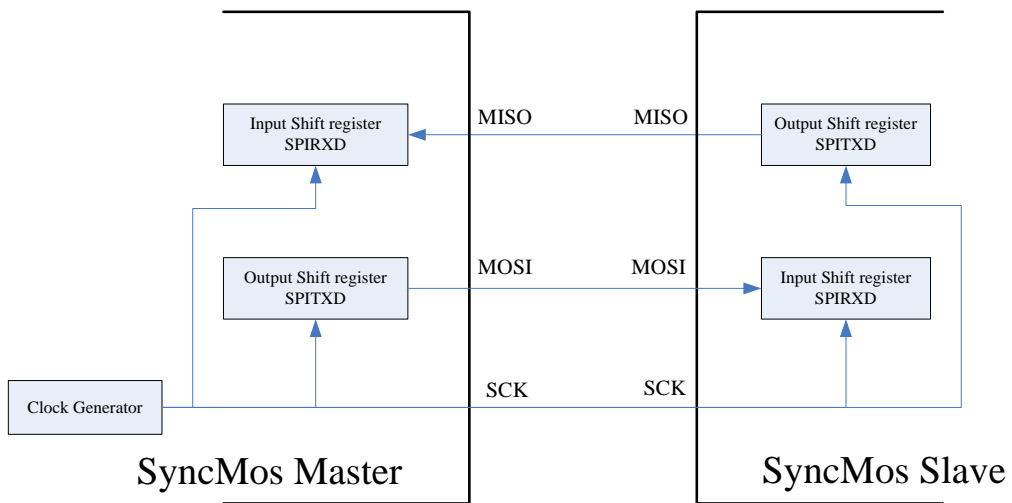 MISO
MISO
Input Shift register
SPIRXD
Output Shift register
SPITXD
MOSI
MOSI
Output Shift register
SPITXD
Input Shift register
SPIRXD
SCK
SCK
Clock Generator
SyncMos Master
SyncMos Slave